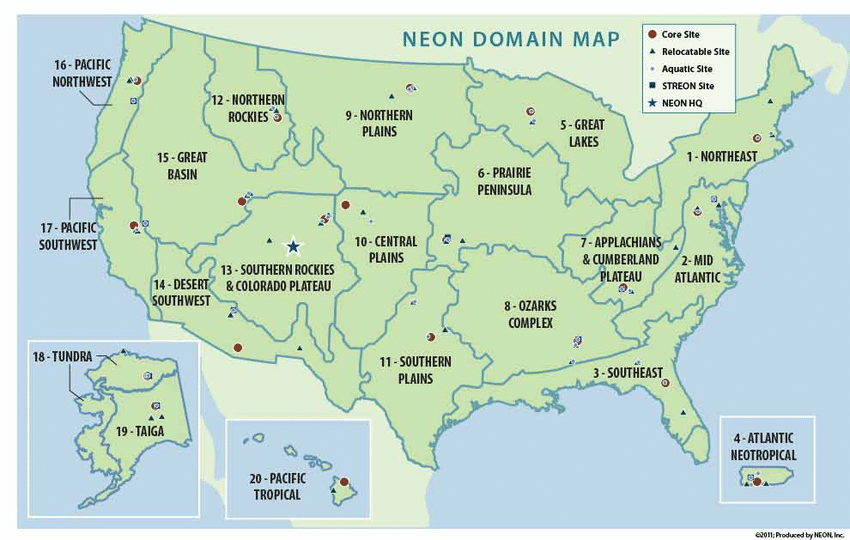 NEON DOMAIN MAP
Core Site
Relocatable Site
Aquatic Site
STREON Site
NEON HQ
16 - PACIFIC
NORTHWEST
12 - NORTHERN
ROCKIES
9 - NORTHERN
PLAINS
5 - GREAT
LAKES
1 - NORTHEAST
15 - GREAT
BASIN
6 - PRAIRIE
PENINSULA
17 - PACIFIC
SOUTHWEST
10 - CENTRAL
PLAINS
7 - APPLACHIANS
& CUMBERLAND
PLATEAU
2- MID
ATLANTIC
13 - SOUTHERN ROCKIES
& COLORADO PLATEAU
14 - DESERT
SOUTHWEST
8 - OZARKS
COMPLEX
11 - SOUTHERN
PLAINS
3 - SOUTHEAST
18 - TUNDRA
19 - TAIGA
20 - PACIFIC
TROPICAL
4 - ATLANTIC
NEOTROPICAL
©2011; Produced by NEON, Inc.